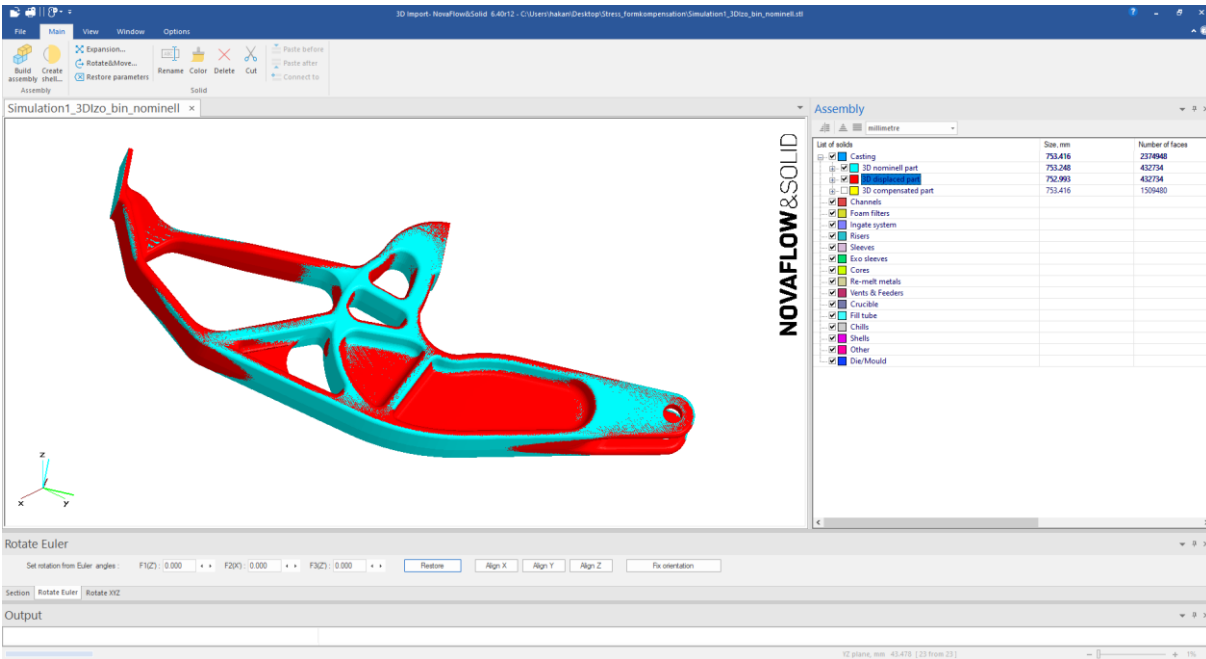 3D Import- NovaFlow&Solid 6.40r12 - C:\Users\hakan\Desktop\Stress_formkompensation\Simulation1_3DIzo_bin_nominell.stl
File Main View Window Options
Build assembly
Create shell...
Expansion...
Rotate&Move...
Restore parameters
Rename Color Delete Cut
Paste before
Paste after
Connect to
Assembly Solid
Simulation1_3DIzo_bin_nominell ×
NOVAFLOW&SOLID
z
x
y
Assembly
millimetre
List of solids Size, mm Number of faces
Casting 753.416 2374948
3D nominell part 753.248 432734
3D displaced part 752.993 432734
3D compensated part 753.416 1509480
Channels
Foam filters
Ingate system
Risers
Sleeves
Exo sleeves
Cores
Re-melt metals
Vents & Feeders
Crucible
Fill tube
Chills
Shells
Other
Die/Mould
Rotate Euler
Set rotation from Euler angles : F1(Z'): 0.000 F2(X'): 0.000 F3(Z'): 0.000 Restore Align X Align Y Align Z Fix orientation
Section Rotate Euler Rotate XYZ
Output
YZ plane, mm 43.478 [23 from 23] 1%